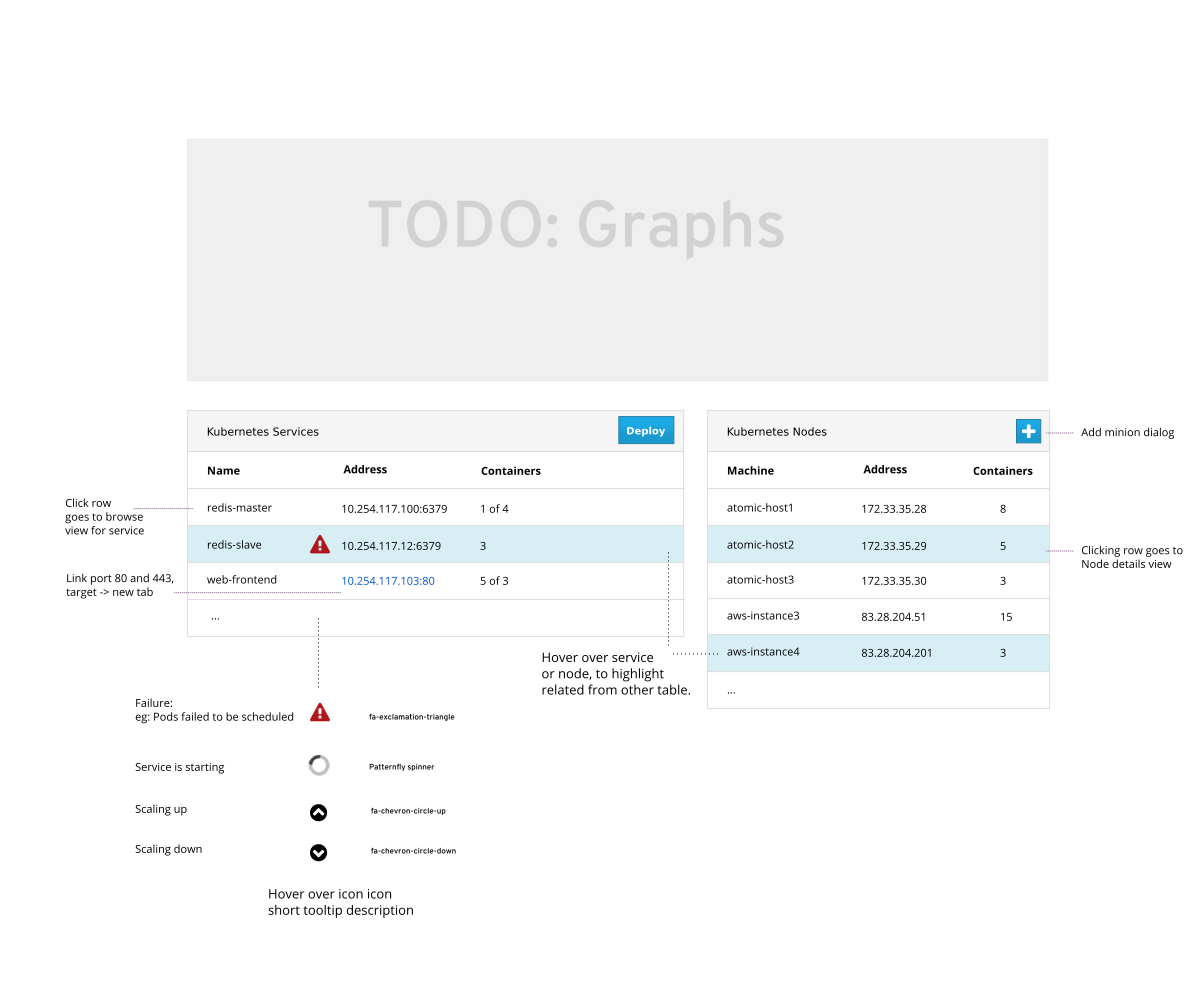 TODO: Graphs
Kubernetes Services
Deploy
Name Address Containers
redis-master 10.254.117.100:6379 1 of 4
redis-slave 10.254.117.12:6379 3
web-frontend 10.254.117.103:80 5 of 3
...
Kubernetes Nodes
Machine Address Containers
atomic-host1 172.33.35.28 8
atomic-host2 172.33.35.29 5
atomic-host3 172.33.35.30 3
aws-instance3 83.28.204.51 15
aws-instance4 83.28.204.201 3
...
Add minion dialog
Clicking row goes to
Node details view
Click row
goes to browse
view for service
Link port 80 and 443,
target -> new tab
Hover over service
or node, to highlight
related from other table.
Failure:
eg: Pods failed to be scheduled
fa-exclamation-triangle
Service is starting
Patternfly spinner
Scaling up
fa-chevron-circle-up
Scaling down
fa-chevron-circle-down
Hover over icon icon
short tooltip description